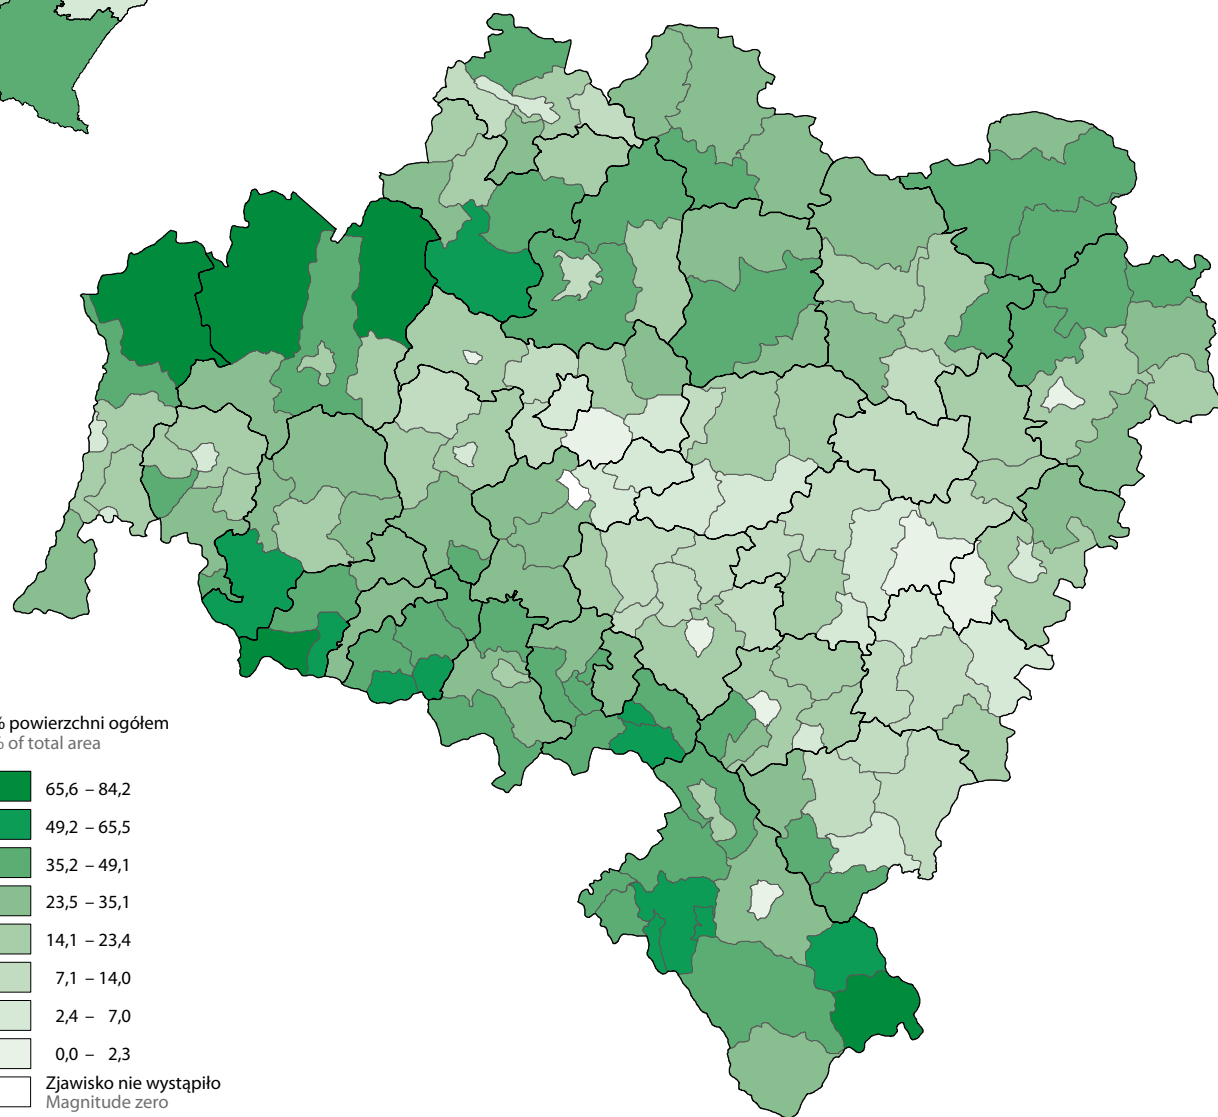 % powierzchni ogółem
% of total area
65,6 – 84,2
49,2 – 65,5
35,2 – 49,1
23,5 – 35,1
14,1 – 23,4
7,1 – 14,0
2,4 – 7,0
0,0 – 2,3
Zjawisko nie wystąpiło
Magnitude zero